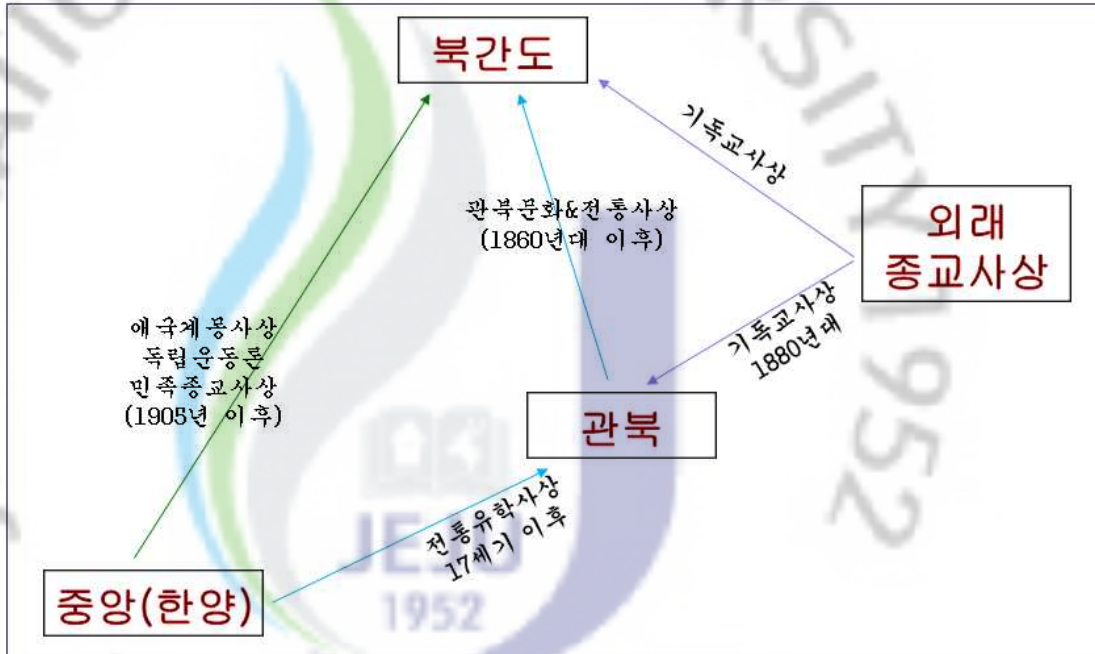 북간도
기독교사상
관북문화&전통사상
(1860년대 이후)
외래
종교사상
기독교사상
1880년대
애국계몽사상
독립운동론
민족종교사상
(1905년 이후)
관북
전통유학사상
17세기 이후
중앙(한양)
JEJU
1952
RSITY 1952